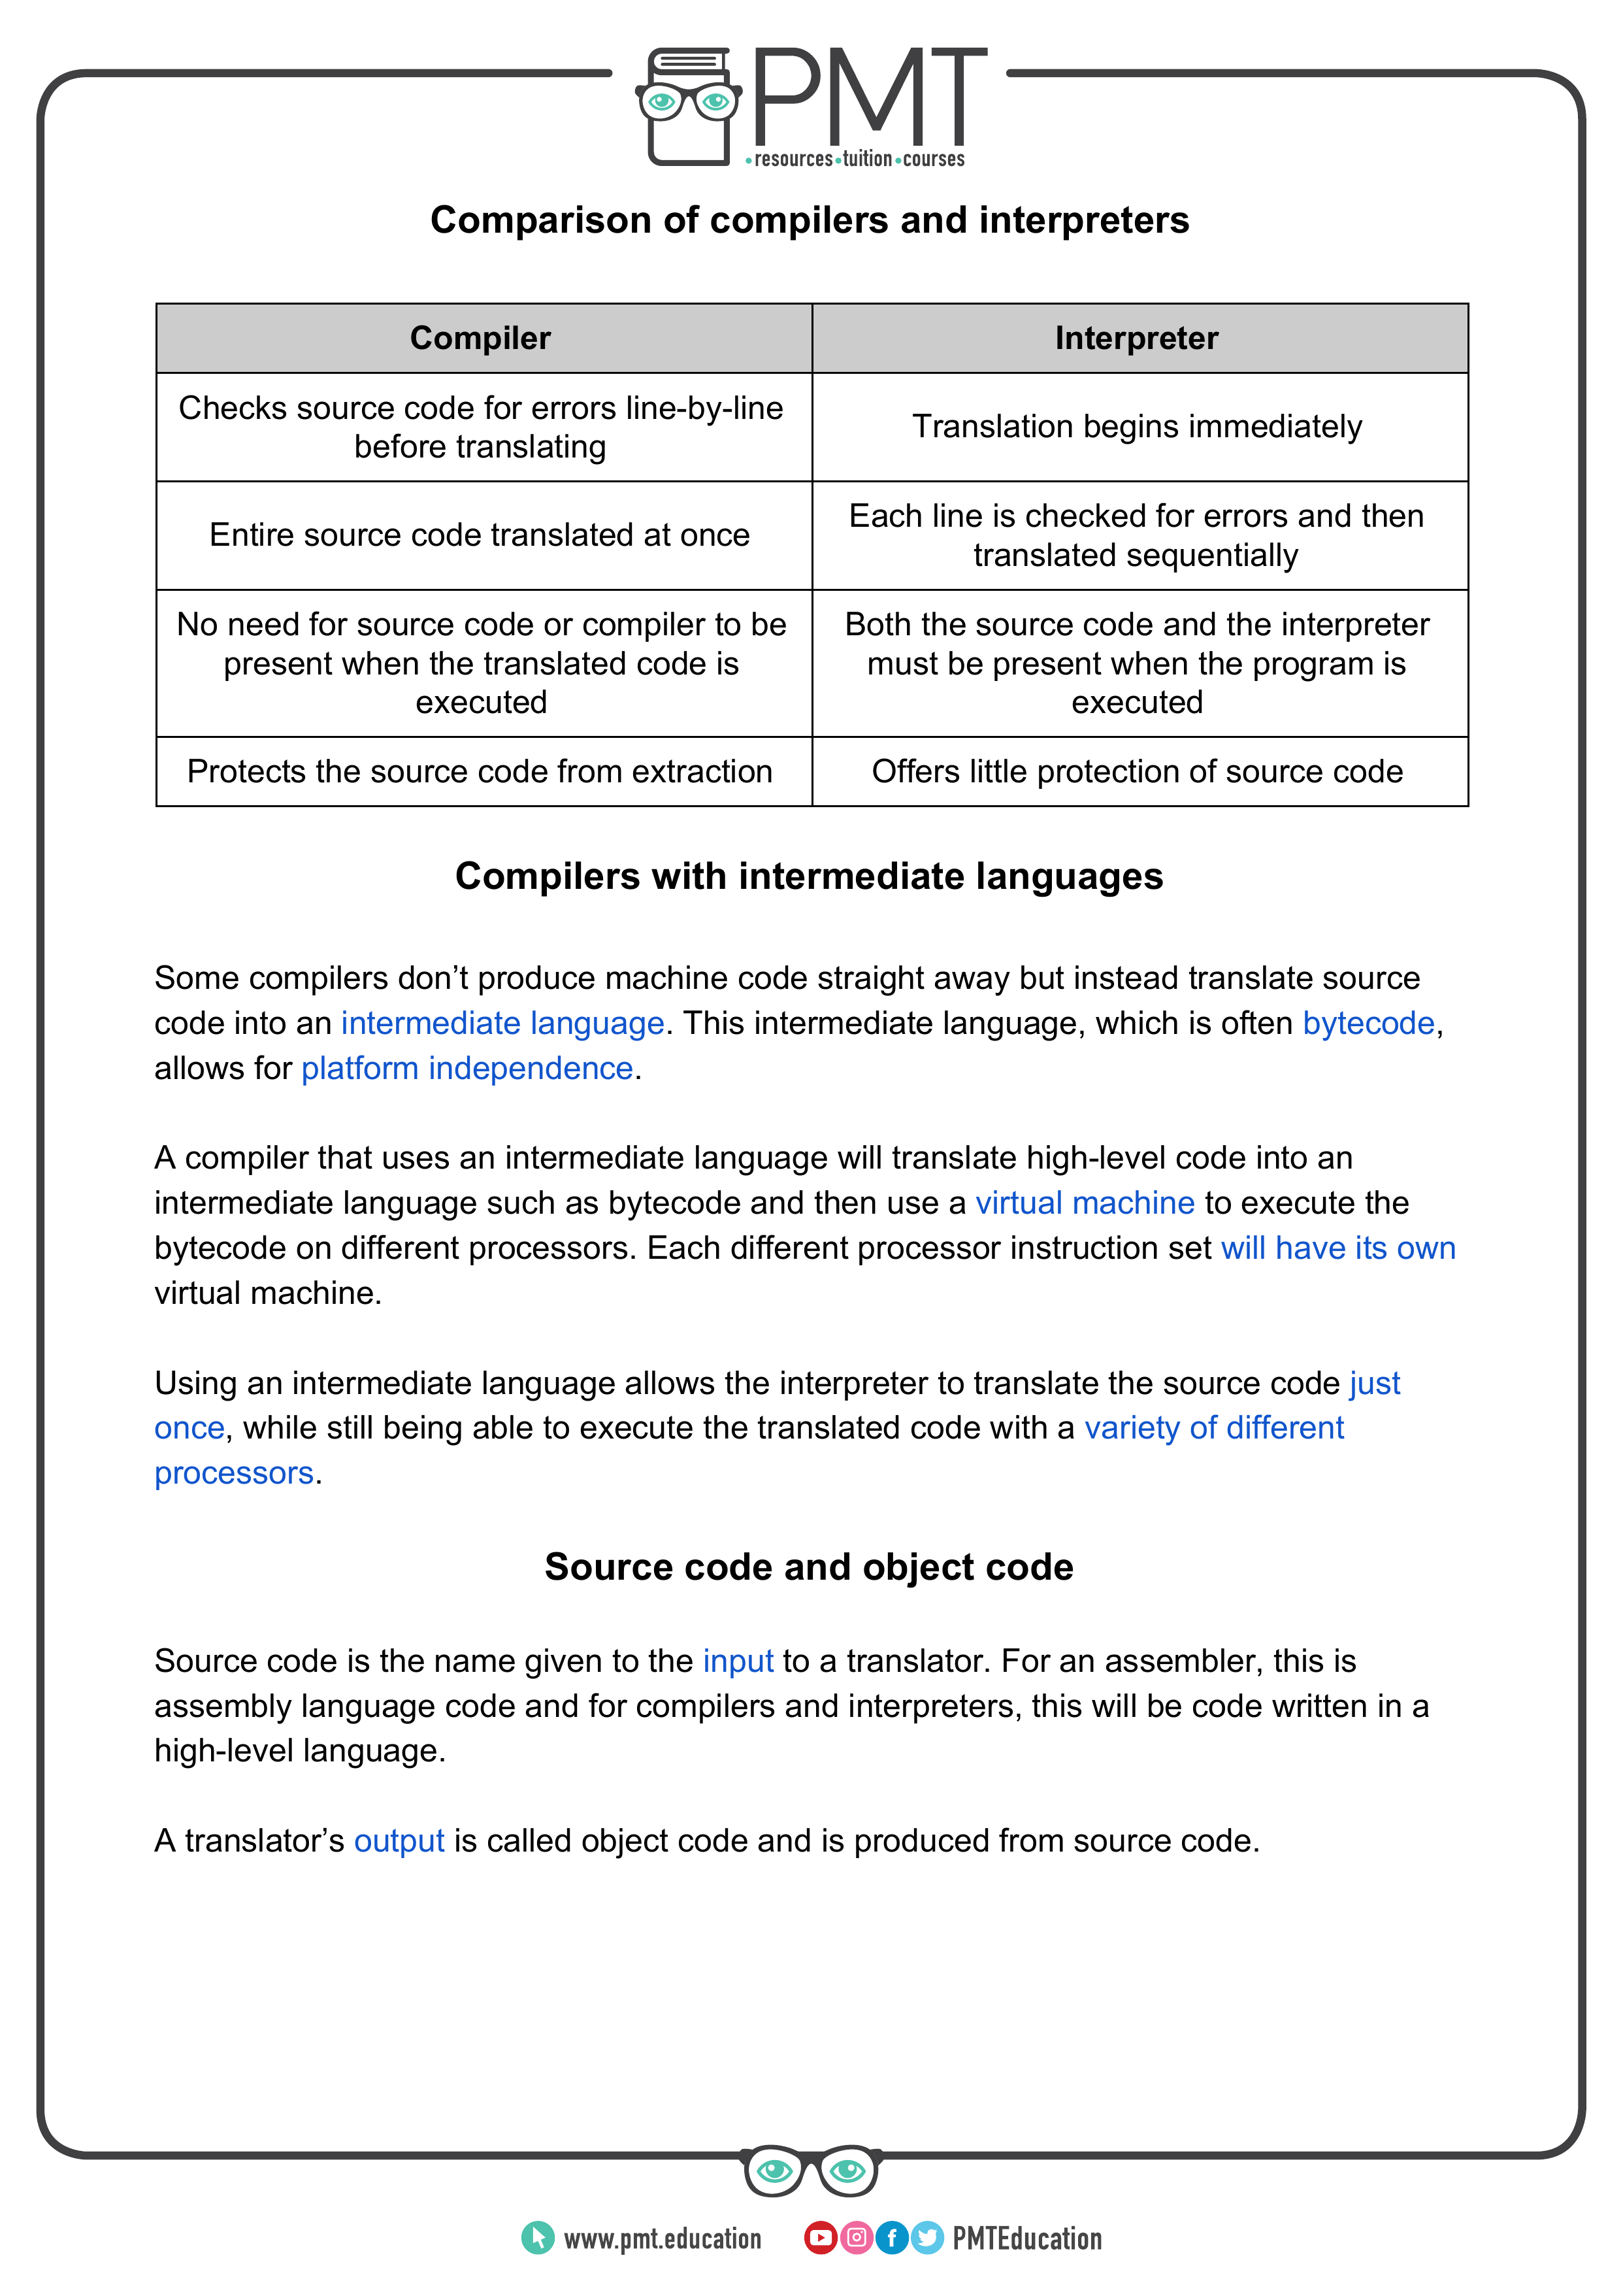 PMT
resources tuition courses
Comparison of compilers and interpreters
Compiler
Interpreter
Checks source code for errors line-by-line
before translating
Translation begins immediately
Entire source code translated at once
Each line is checked for errors and then
translated sequentially
No need for source code or compiler to be
present when the translated code is
executed
Both the source code and the interpreter
must be present when the program is
executed
Protects the source code from extraction
Offers little protection of source code
Compilers with intermediate languages
Some compilers don’t produce machine code straight away but instead translate source
code into an intermediate language. This intermediate language, which is often bytecode,
allows for platform independence.
A compiler that uses an intermediate language will translate high-level code into an
intermediate language such as bytecode and then use a virtual machine to execute the
bytecode on different processors. Each different processor instruction set will have its own
virtual machine.
Using an intermediate language allows the interpreter to translate the source code just
once, while still being able to execute the translated code with a variety of different
processors.
Source code and object code
Source code is the name given to the input to a translator. For an assembler, this is
assembly language code and for compilers and interpreters, this will be code written in a
high-level language.
A translator’s output is called object code and is produced from source code.
www.pmt.education
PMTEducation